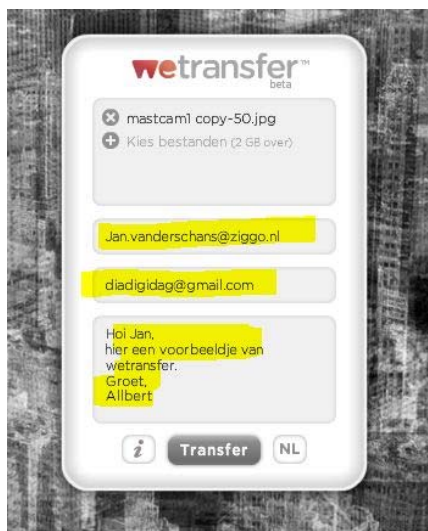 wetransfer™
beta
mastcam1 copy-50.jpg
Kies bestanden (2 GB over)
Jan.vanderschans@ziggo.nl
diadigidag@gmail.com
Hoi Jan,
hier een voorbeeldje van
wetransfer.
Groet,
Allbert
i Transfer NL